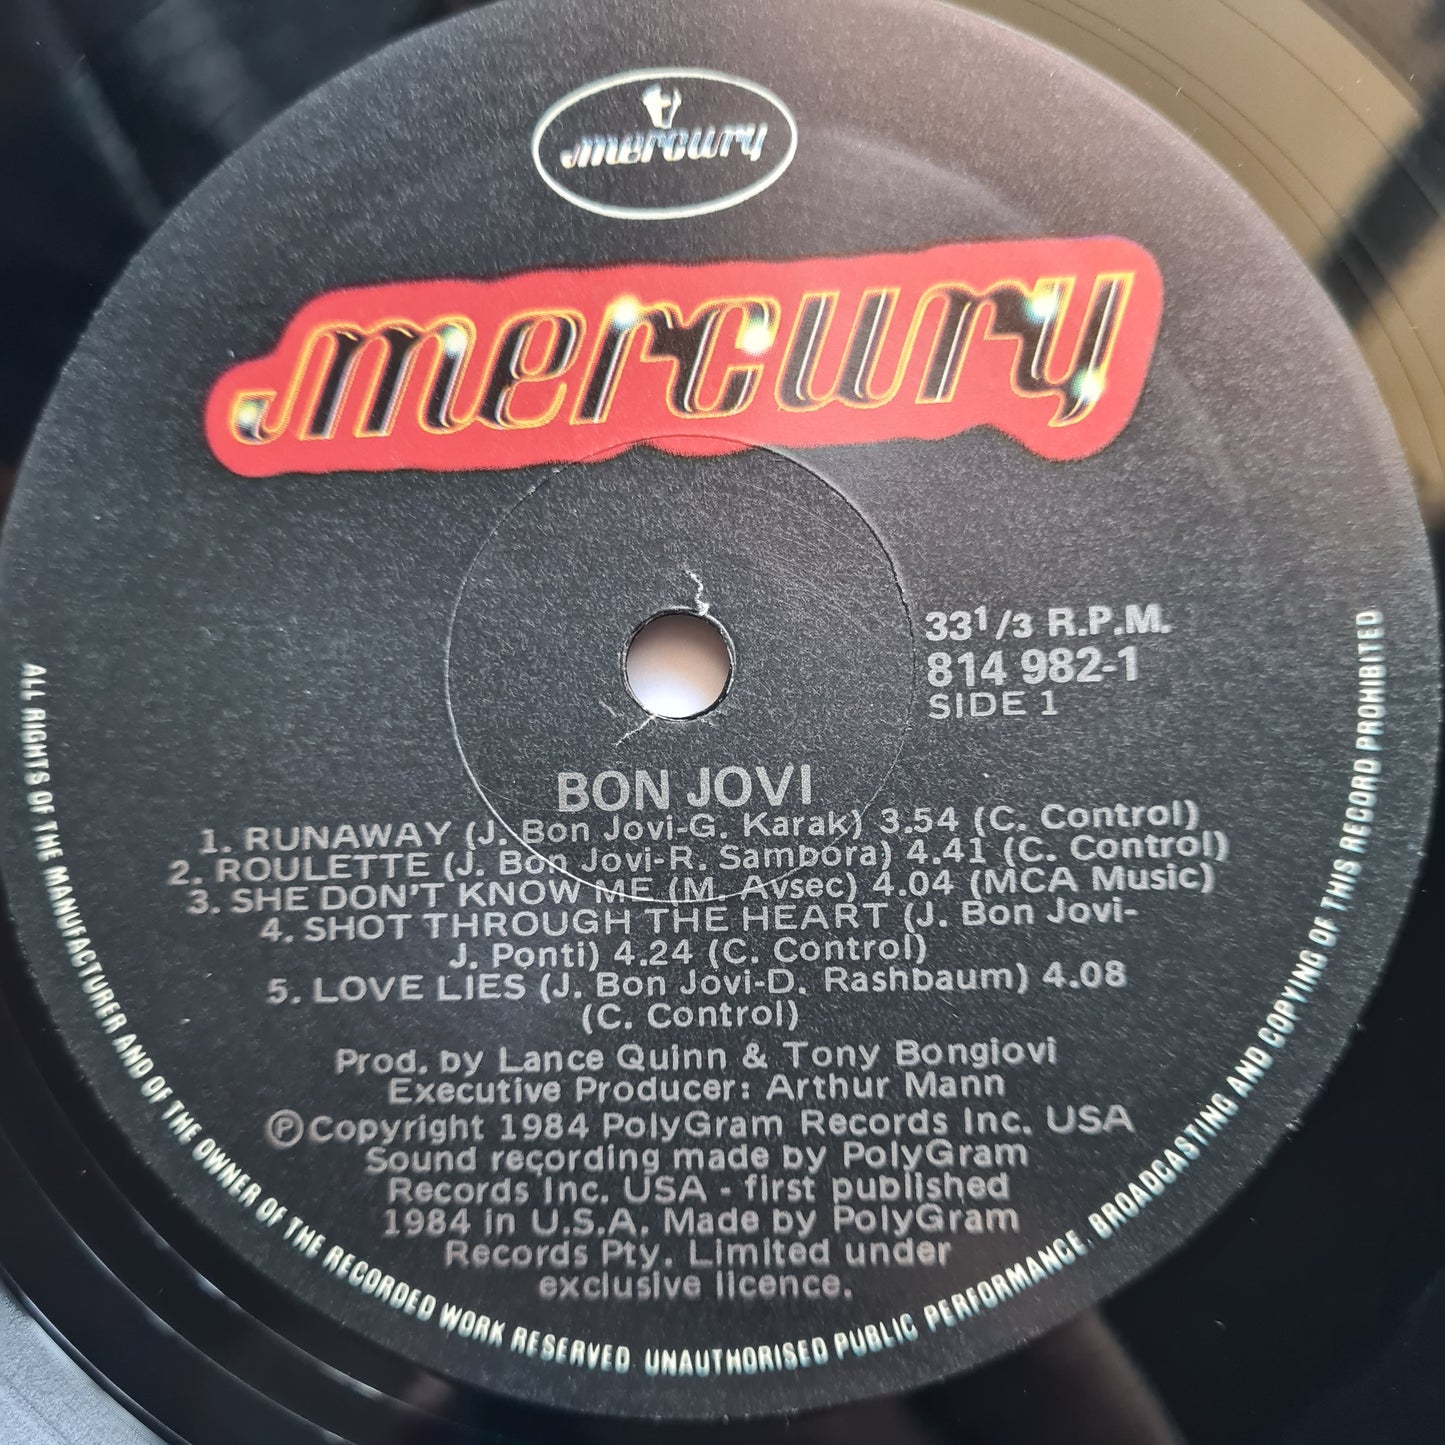 mercury
mercury
33 1/3 R.P.M.
814 982-1
SIDE 1
BON JOVI
1. RUNAWAY (J. Bon Jovi-G. Karak) 3.54 (C. Control)
2. ROULETTE (J. Bon Jovi-R. Sambora) 4.41 (C. Control)
3. SHE DON'T KNOW ME (M. Avsec) 4.04 (MCA Music)
4. SHOT THROUGH THE HEART (J. Bon Jovi-
J. Ponti) 4.24 (C. Control)
5. LOVE LIES (J. Bon Jovi-D. Rashbaum) 4.08
(C. Control)
Prod. by Lance Quinn & Tony Bongiovi
Executive Producer: Arthur Mann
ⓅCopyright 1984 PolyGram Records Inc. USA
Sound recording made by PolyGram
Records Inc. USA - first published
1984 in U.S.A. Made by PolyGram
Records Pty. Limited under
exclusive licence.
ALL RIGHTS OF THE MANUFACTURER AND OF THE OWNER OF THE RECORDED WORK RESERVED. UNAUTHORISED PUBLIC PERFORMANCE, BROADCASTING AND COPYING OF THIS RECORD PROHIBITED